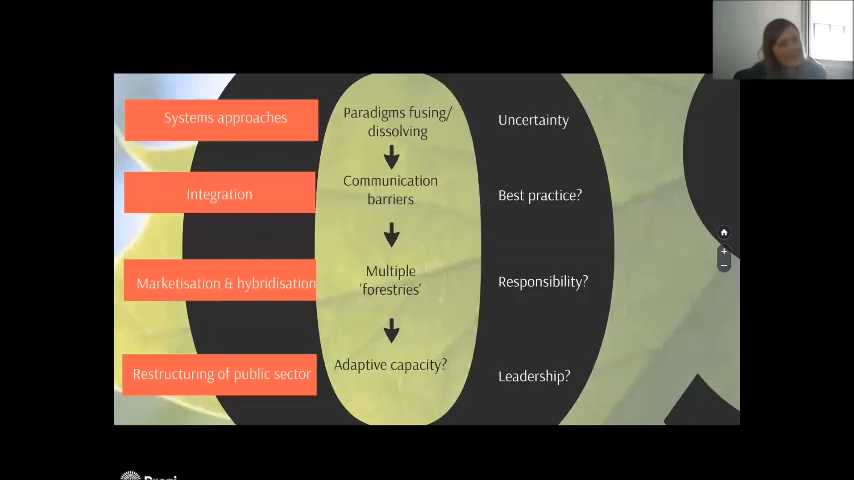 Systems approaches
Paradigms fusing/
dissolving
Uncertainty
Integration
Communication
barriers
Best practice?
Marketisation & hybridisation
Multiple
'forestries'
Responsibility?
Restructuring of public sector
Adaptive capacity?
Leadership?
Prezi